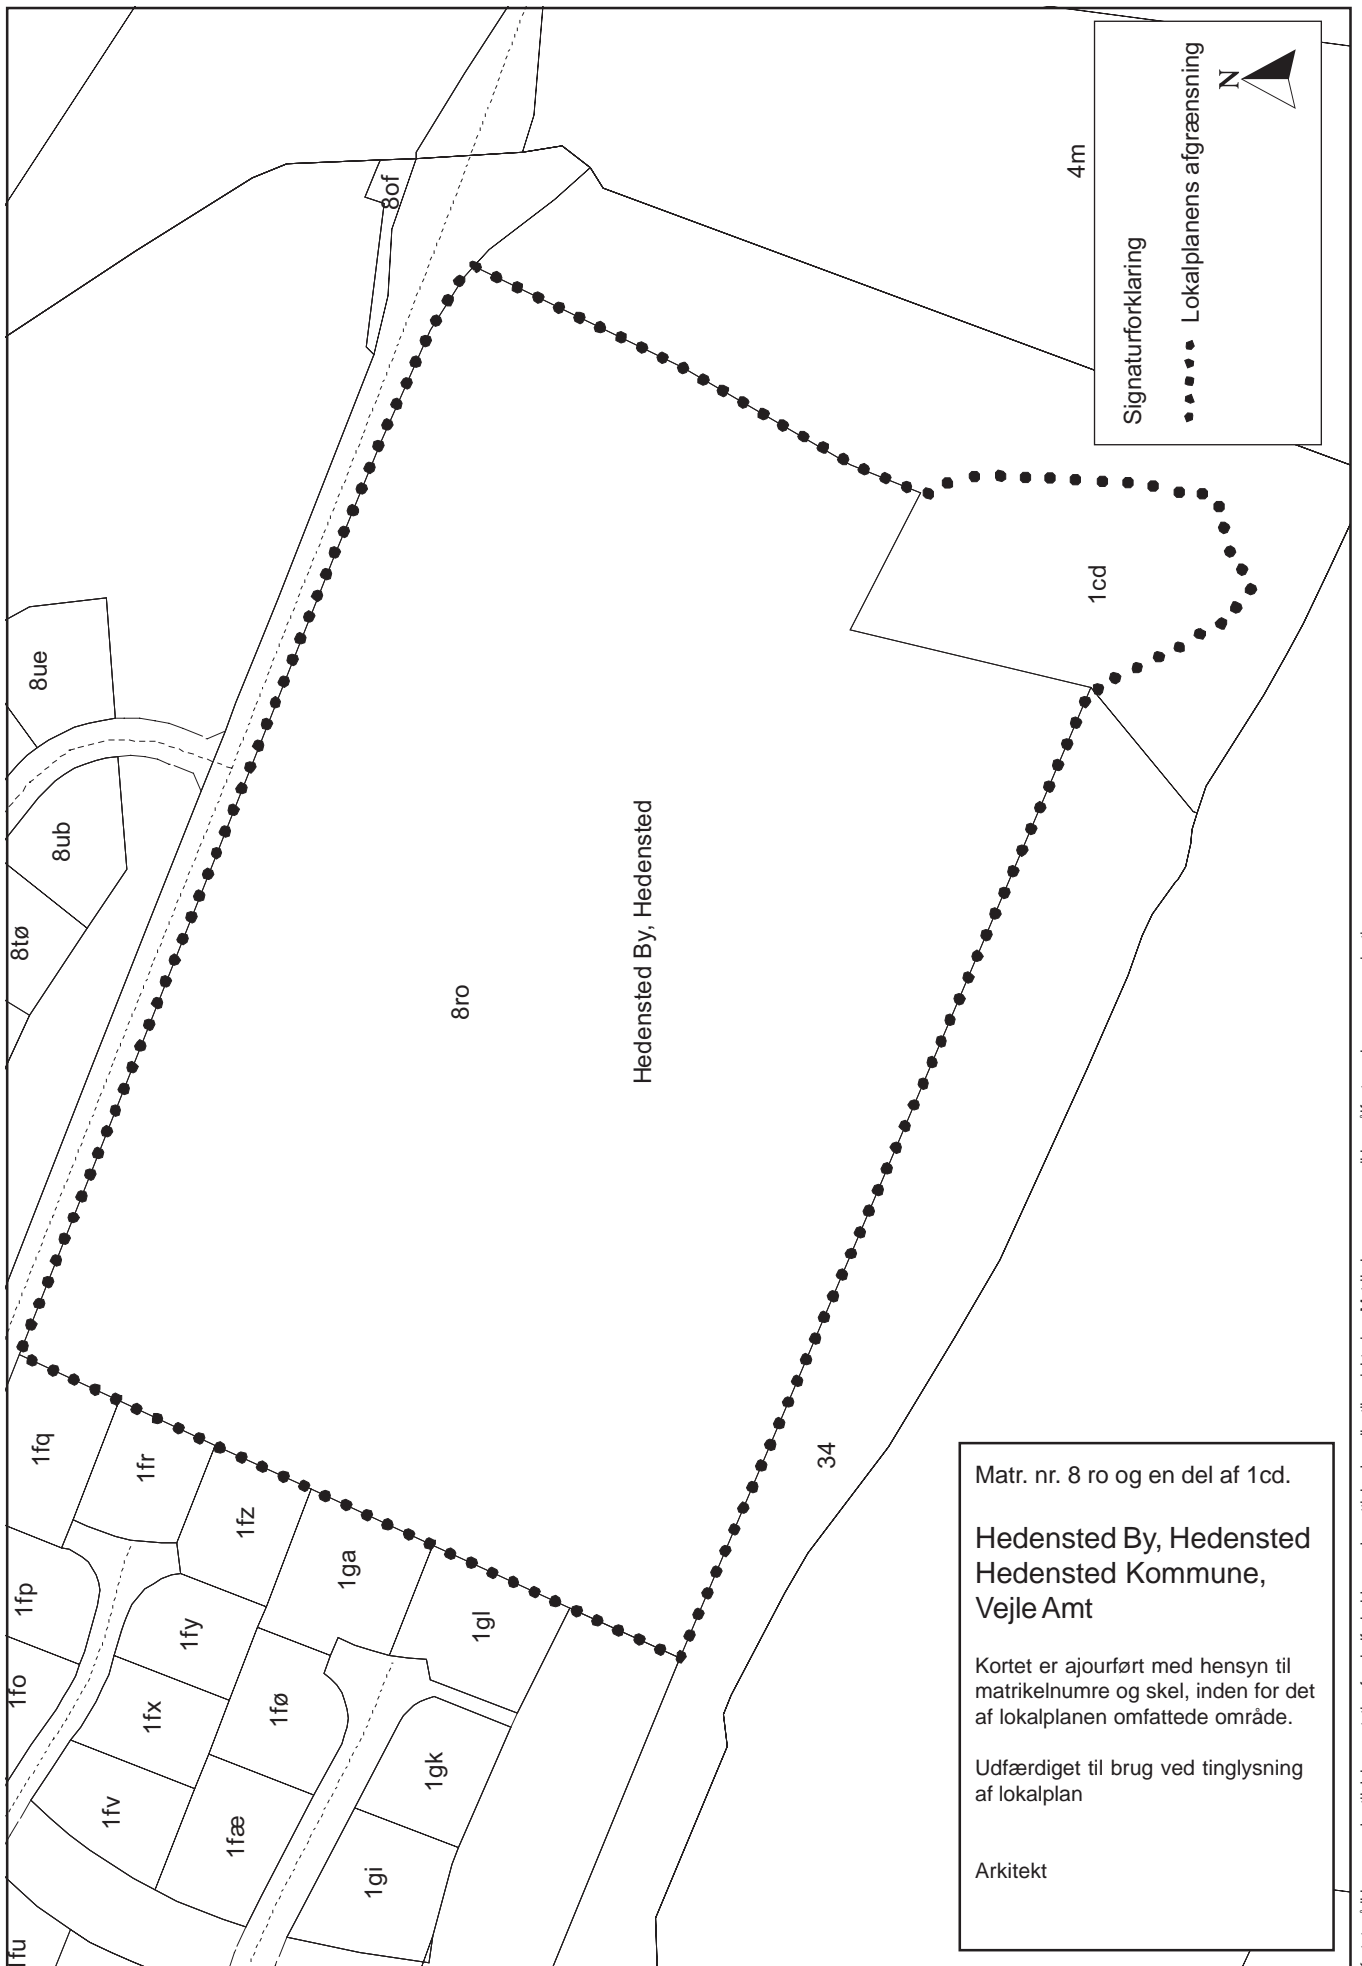 8of
4m
N
Signaturforklaring
Lokalplanens afgrænsning
8ue
8ub
8tø
1cd
8ro
Hedensted By, Hedensted
1fq
1fr
1fz
1ga
1gl
34
1fp
1fy
1fo
1fx
1fø
1fv
1fæ
1gk
1gi
1fu
Matr. nr. 8 ro og en del af 1cd.
Hedensted By, Hedensted
Hedensted Kommune,
Vejle Amt
Kortet er ajourført med hensyn til
matrikelnumre og skel, inden for det
af lokalplanen omfattede område.
Udfærdiget til brug ved tinglysning
af lokalplan
Arkitekt